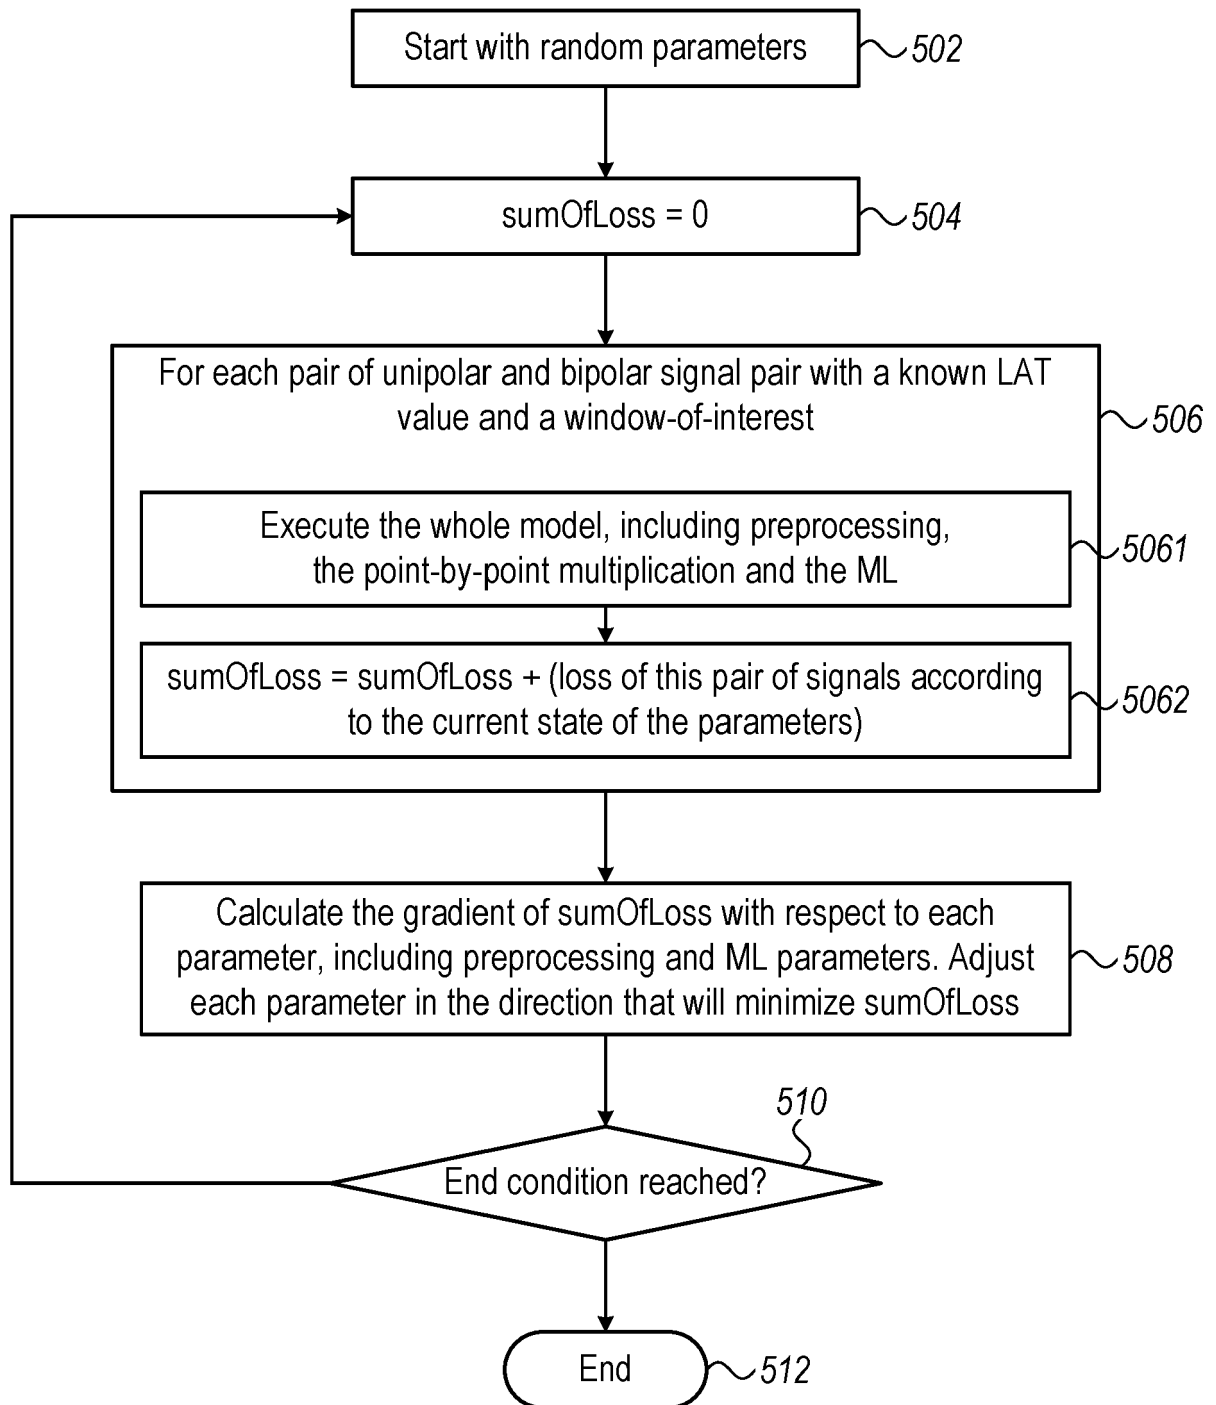 Start with random parameters
502
sumOfLoss = 0
504
For each pair of unipolar and bipolar signal pair with a known LAT
value and a window-of-interest
506
Execute the whole model, including preprocessing,
the point-by-point multiplication and the ML
5061
sumOfLoss = sumOfLoss + (loss of this pair of signals according
to the current state of the parameters)
5062
Calculate the gradient of sumOfLoss with respect to each
parameter, including preprocessing and ML parameters. Adjust
each parameter in the direction that will minimize sumOfLoss
508
510
End condition reached?
End
512